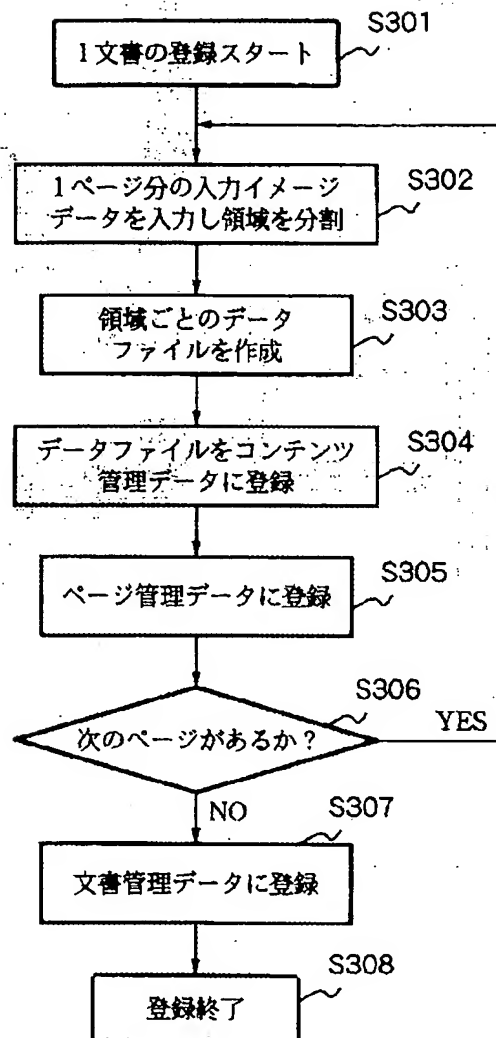 S301
1文書の登録スタート
1ページ分の入力イメージ
データを入力し領域を分割
S302
領域ごとのデータ
ファイルを作成
S303
データファイルをコンテンツ
管理データに登録
S304
ページ管理データに登録
S305
次のページがあるか？
S306
YES
NO
文書管理データに登録
S307
登録終了
S308